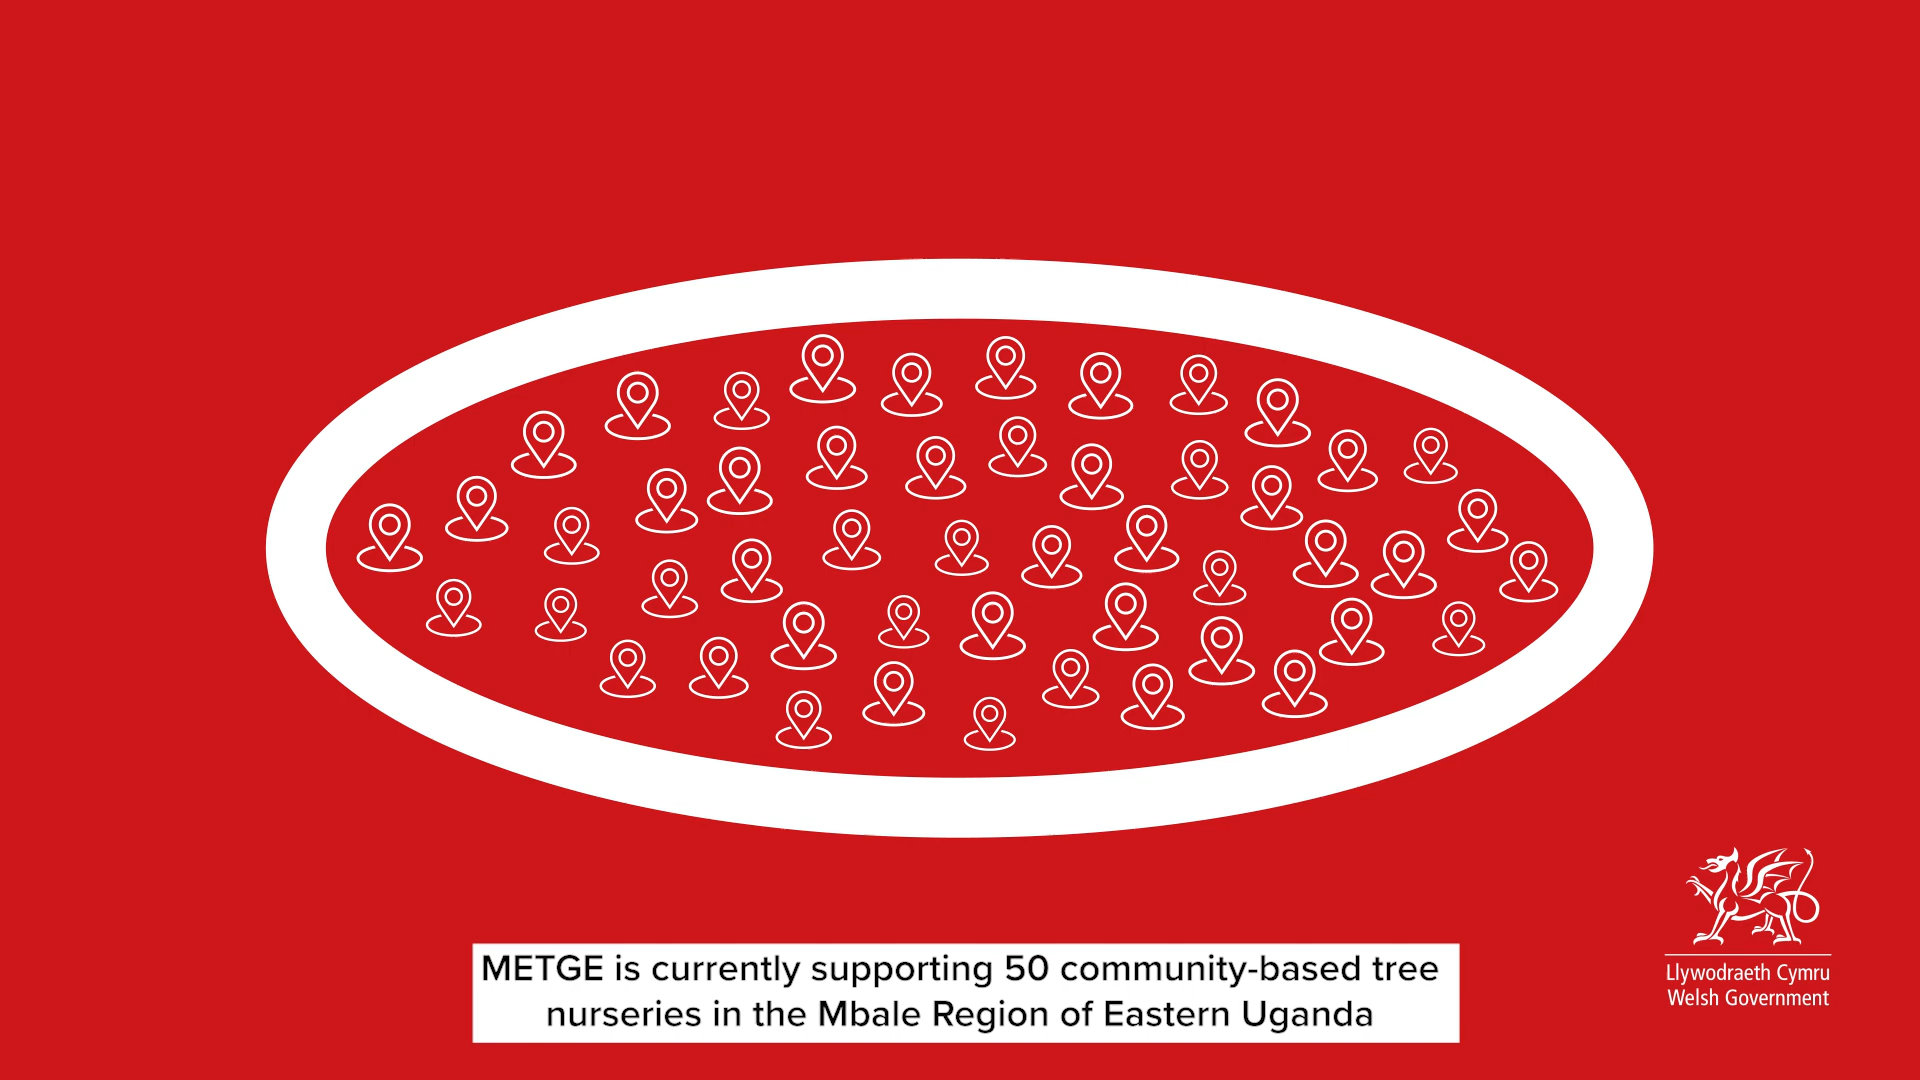 METGE is currently supporting 50 community-based tree
nurseries in the Mbale Region of Eastern Uganda
Llywodraeth Cymru
Welsh Government